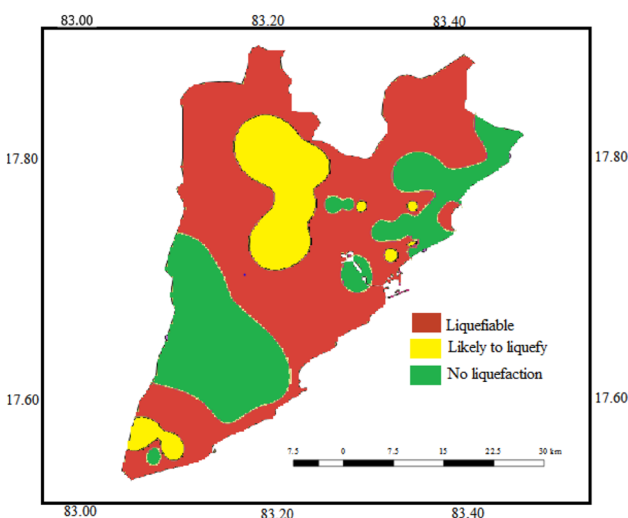 83.00 83.20 83.40
17.80 17.80
Liquefiable
Likely to liquefy
No liquefaction
17.60 17.60
7.5 0 7.5 15 22.5 30 km
83.00 83.20 83.40